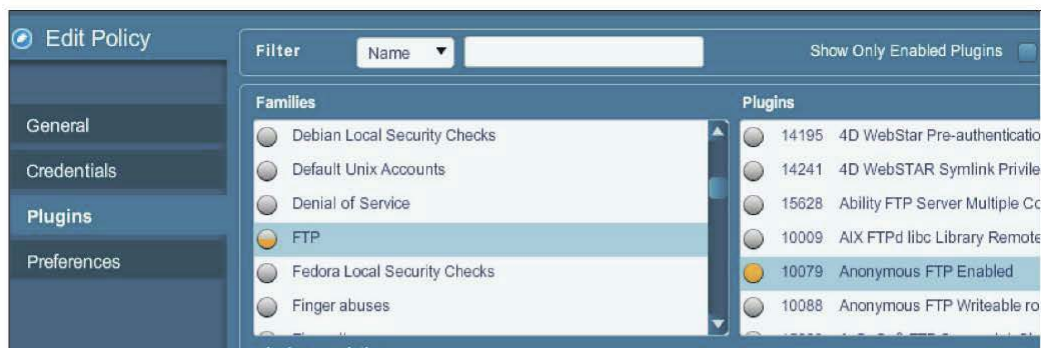 Edit Policy
General
Credentials
Plugins
Preferences
Filter
Name
Show Only Enabled Plugins
Families
Debian Local Security Checks
Default Unix Accounts
Denial of Service
FTP
Fedora Local Security Checks
Finger abuses
Plugins
14195 4D WebStar Pre-authenticatio
14241 4D WebSTAR Symlink Privile
15628 Ability FTP Server Multiple Co
10009 AIX FTPd libc Library Remote
10079 Anonymous FTP Enabled
10088 Anonymous FTP Writeable ro